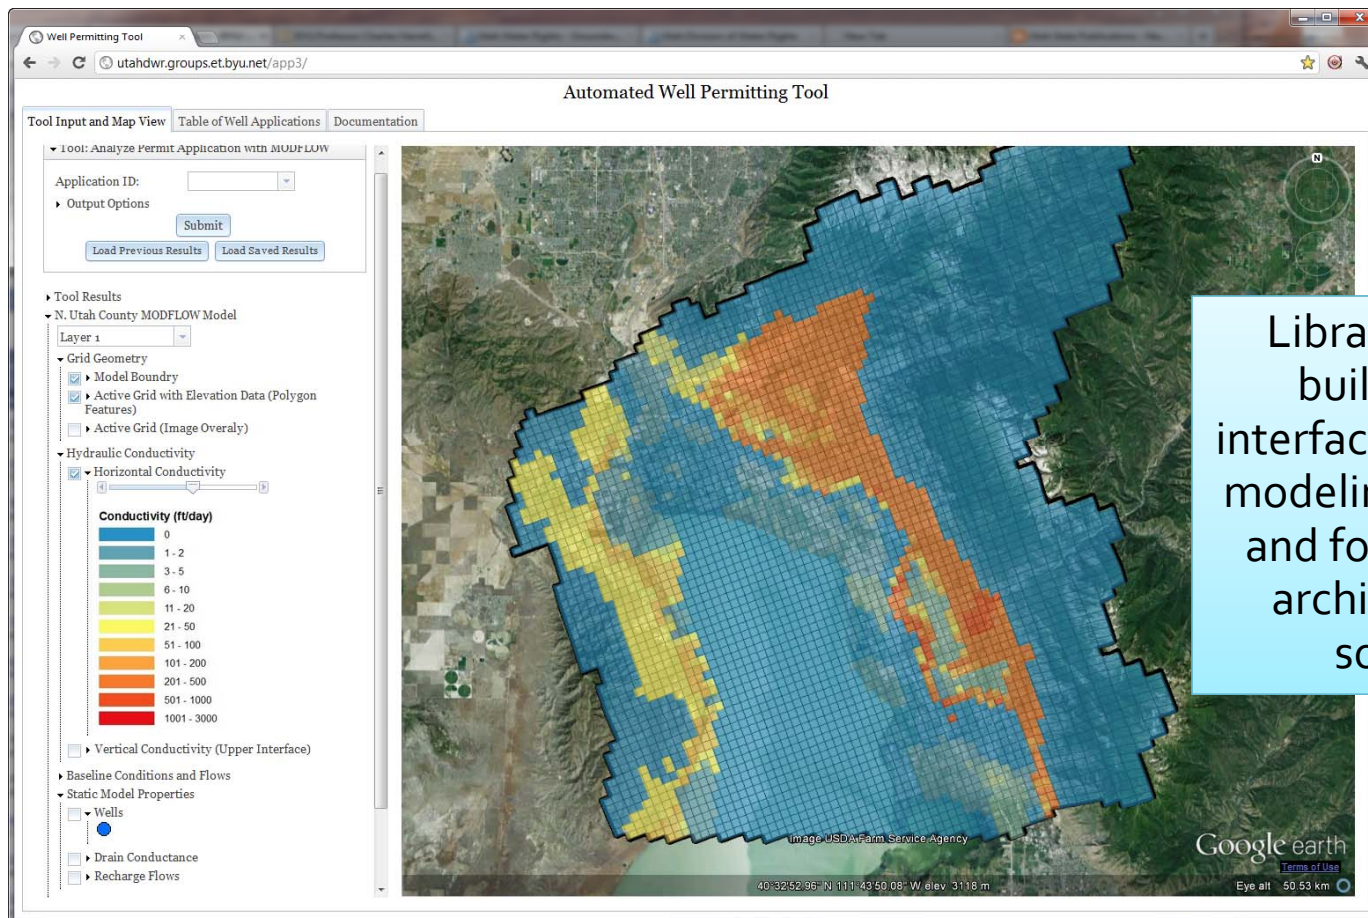 Well Permitting Tool
utahdwr.groups.et.byu.net/app3/
Automated Well Permitting Tool
Tool Input and Map View
Table of Well Applications
Documentation
Tool: Analyze Permit Application with MODFLOW
Application ID:
Output Options
Submit
Load Previous Results
Load Saved Results
Tool Results
N. Utah County MODFLOW Model
Layer 1
Grid Geometry
Model Boundry
Active Grid with Elevation Data (Polygon
Features)
Active Grid (Image Overaly)
Hydraulic Conductivity
Horizontal Conductivity
Conductivity (ft/day)
0
1 - 2
3 - 5
6 - 10
11 - 20
21 - 50
51 - 100
101 - 200
201 - 500
501 - 1000
1001 - 3000
Vertical Conductivity (Upper Interface)
Baseline Conditions and Flows
Static Model Properties
Wells
Drain Conductance
Recharge Flows
N
Libra
buil
interfac
modelin
and fo
archi
so
Image USDA Farm Service Agency
Google earth
Terms of Use
40°32'52.96" N 111°43'50.08" W elev 3118 m
Eye alt 50.53 km